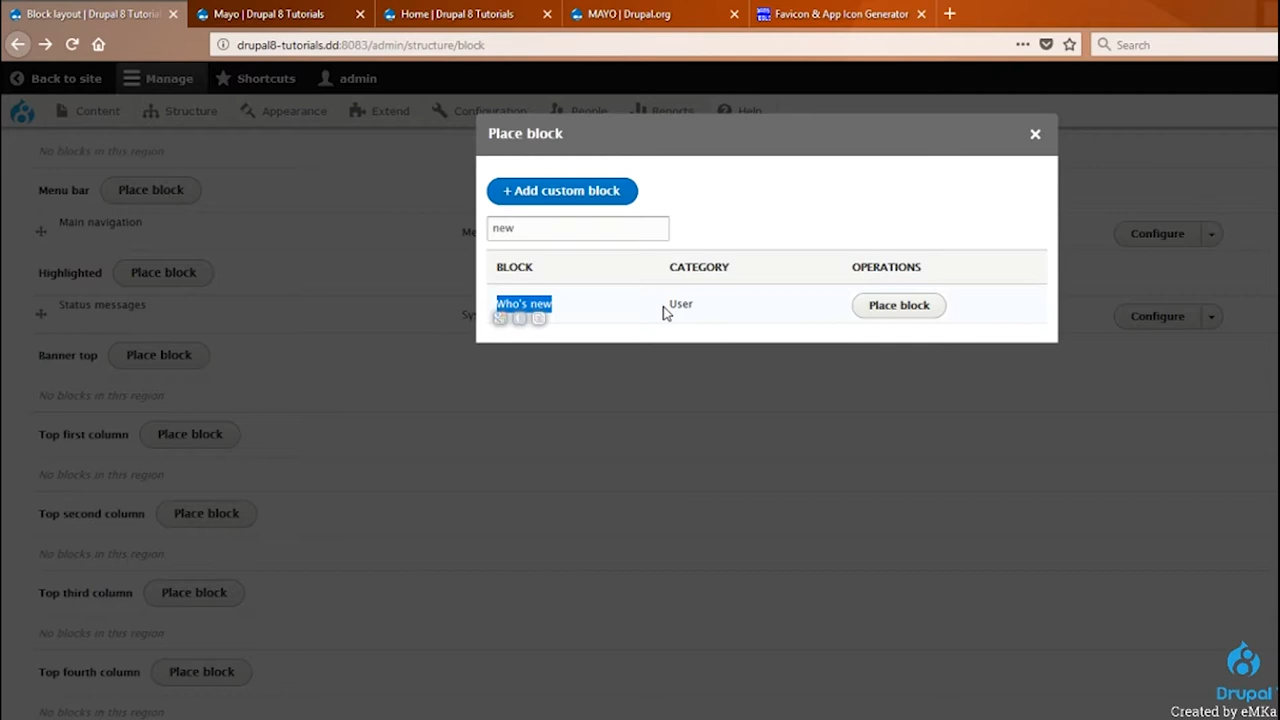 Block layout | Drupal 8 Tutorial
Mayo | Drupal 8 Tutorials
Home | Drupal 8 Tutorials
MAYO | Drupal.org
Favicon & App Icon Generator
drupal8-tutorials.dd:8083/admin/structure/block
Search
Back to site
Manage
Shortcuts
admin
Content
Structure
Appearance
Extend
Configuration
People
Reports
Help
Place block
+ Add custom block
new
BLOCK CATEGORY OPERATIONS
Who's new User Place block
No blocks in this region
Menu bar Place block
Main navigation
Me
Configure
Highlighted Place block
Status messages
Sys
Configure
Banner top Place block
No blocks in this region
Top first column Place block
No blocks in this region
Top second column Place block
No blocks in this region
Top third column Place block
No blocks in this region
Top fourth column Place block
Drupal
Created by eMKa